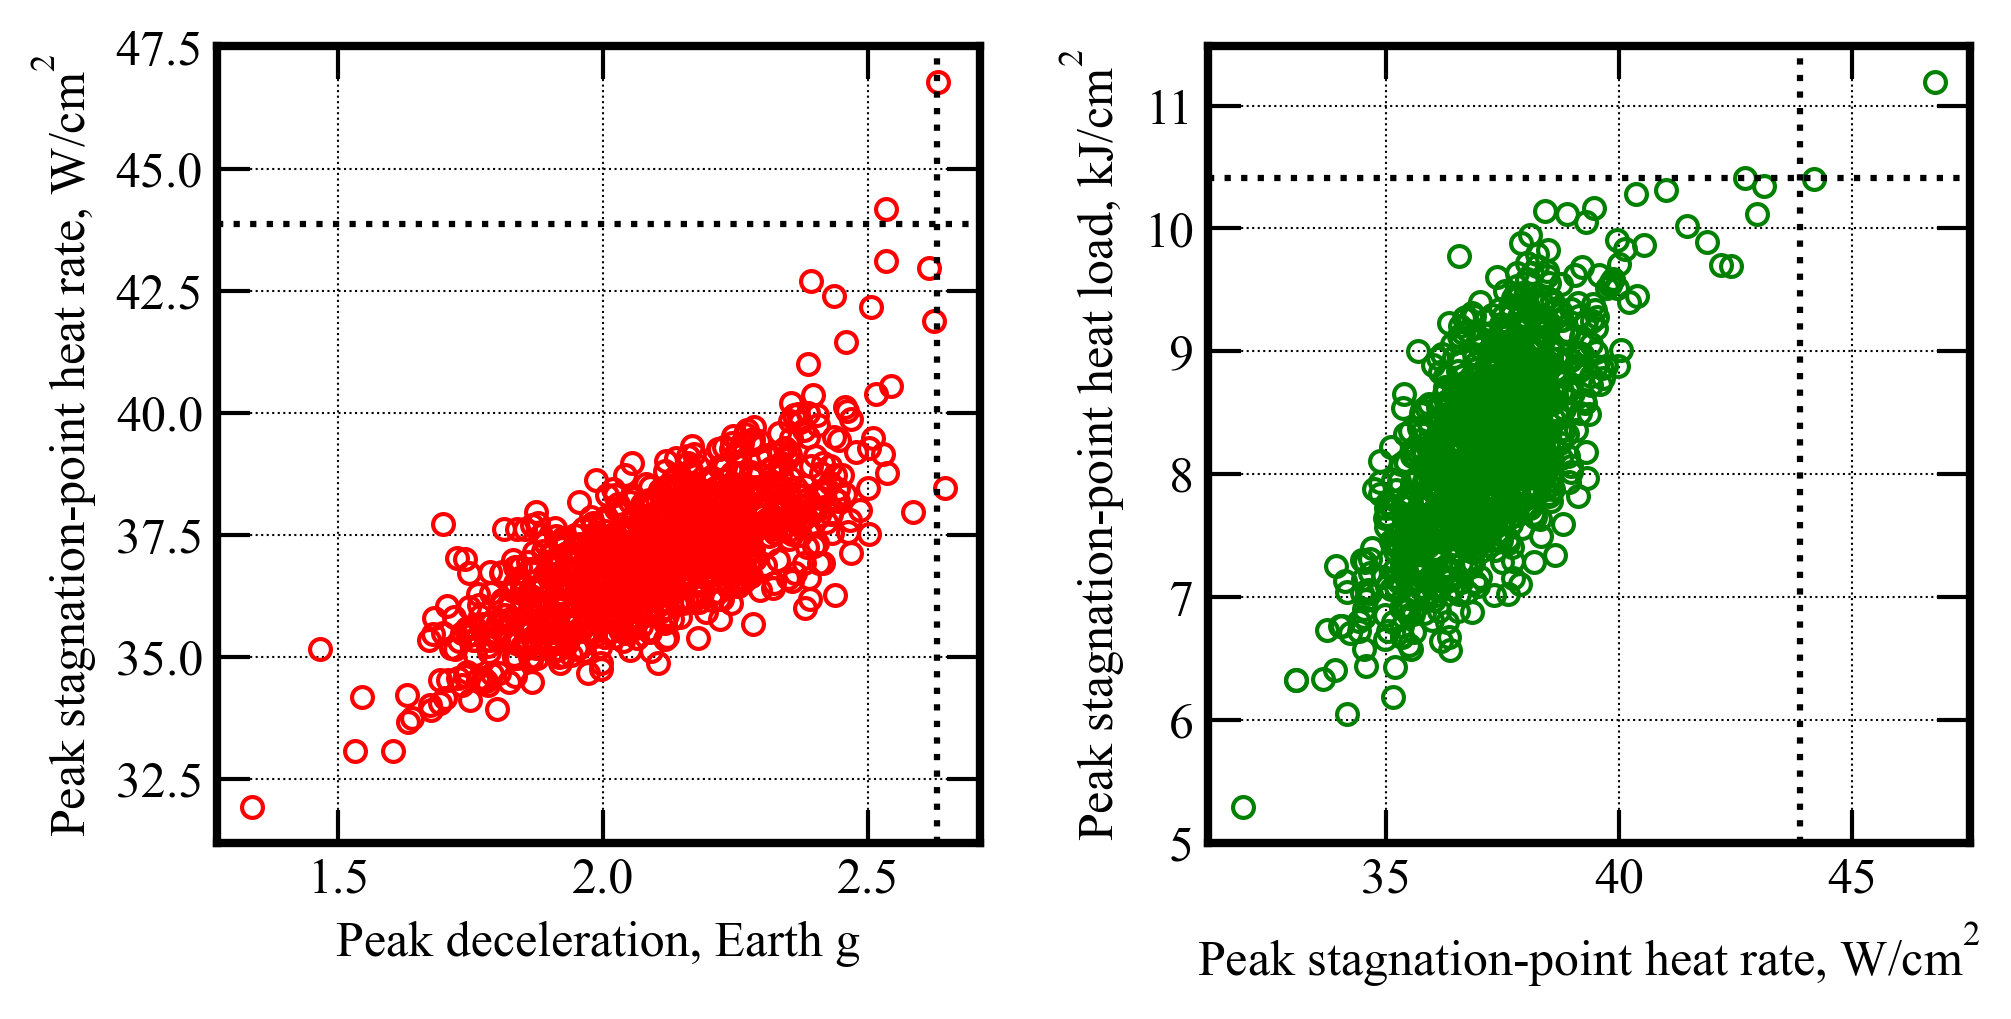 Peak stagnation-point heat rate, W/cm²
47.5
45.0
42.5
40.0
37.5
35.0
32.5
1.5 2.0 2.5
Peak deceleration, Earth g
Peak stagnation-point heat load, kJ/cm²
11
10
9
8
7
6
5
35 40 45
Peak stagnation-point heat rate, W/cm²